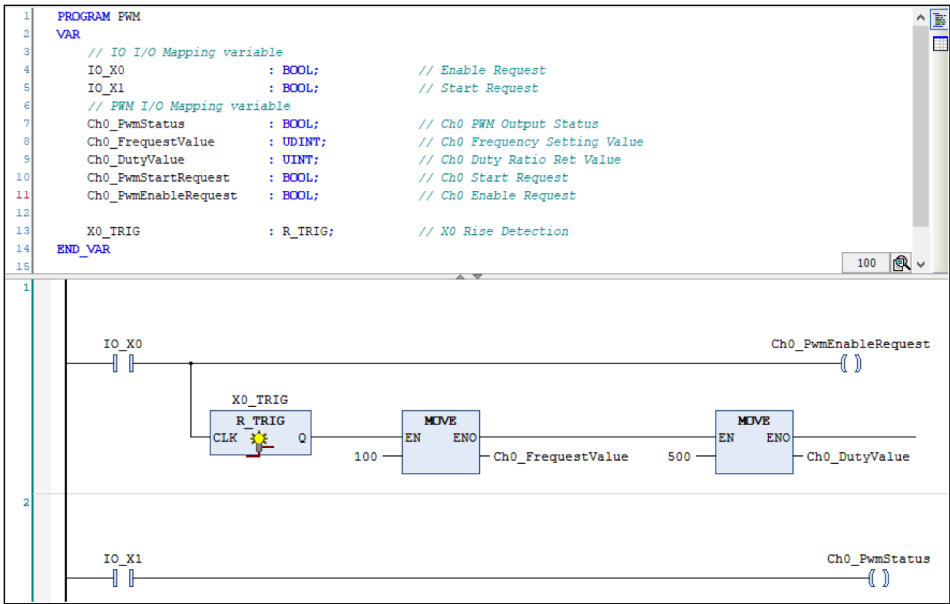 1 PROGRAM PWM
2 VAR
3 // IO I/O Mapping variable
4 IO_X0 : BOOL; // Enable Request
5 IO_X1 : BOOL; // Start Request
6 // PWM I/O Mapping variable
7 Ch0_PwmStatus : BOOL; // Ch0 PWM Output Status
8 Ch0_FrequestValue : UDINT; // Ch0 Frequency Setting Value
9 Ch0_DutyValue : UINT; // Ch0 Duty Ratio Ret Value
10 Ch0_PwmStartRequest : BOOL; // Ch0 Start Request
11 Ch0_PwmEnableRequest : BOOL; // Ch0 Enable Request
12
13 X0_TRIG : R_TRIG; // X0 Rise Detection
14 END_VAR
15
100
1
IO_X0 Ch0_PwmEnableRequest
X0_TRIG
R_TRIG MOVE MOVE
CLK Q EN ENO EN ENO
100 Ch0_FrequestValue 500 Ch0_DutyValue
2
IO_X1 Ch0_PwmStatus